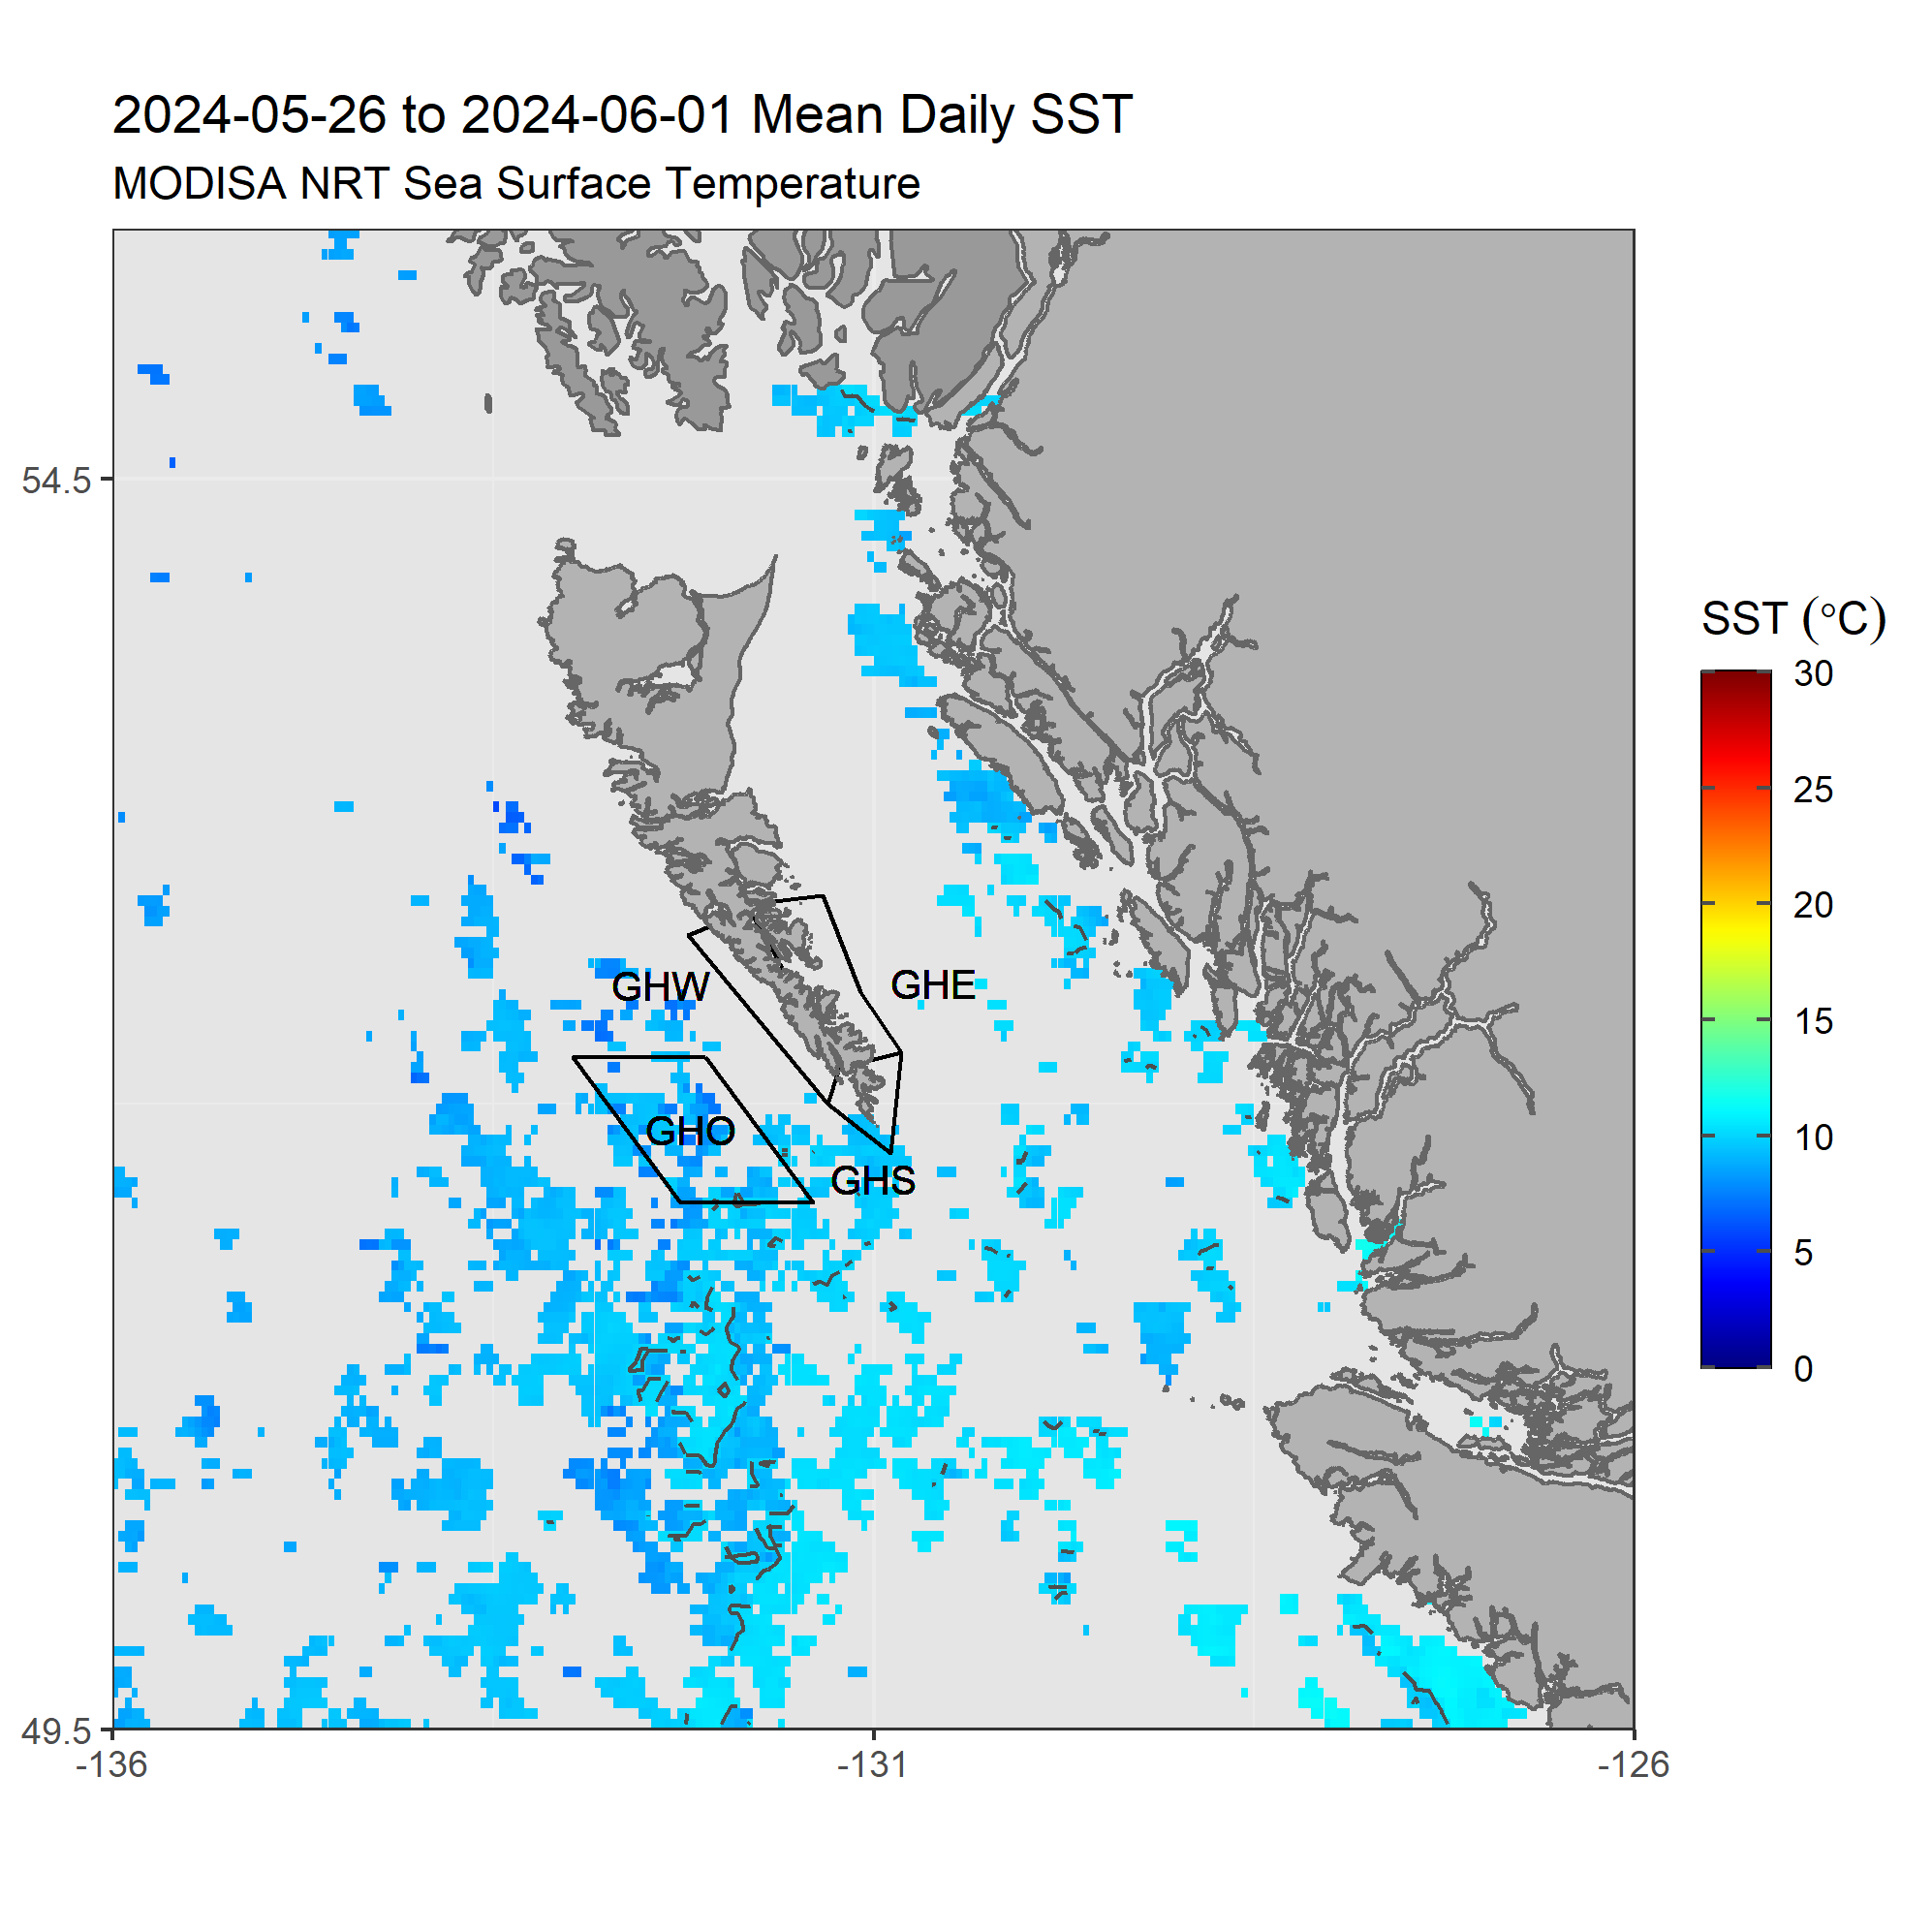 2024-05-26 to 2024-06-01 Mean Daily SST
MODISA NRT Sea Surface Temperature
54.5
49.5
-136
-131
-126
GHW
GHE
GHO
GHS
SST (°C)
30
25
20
15
10
5
0